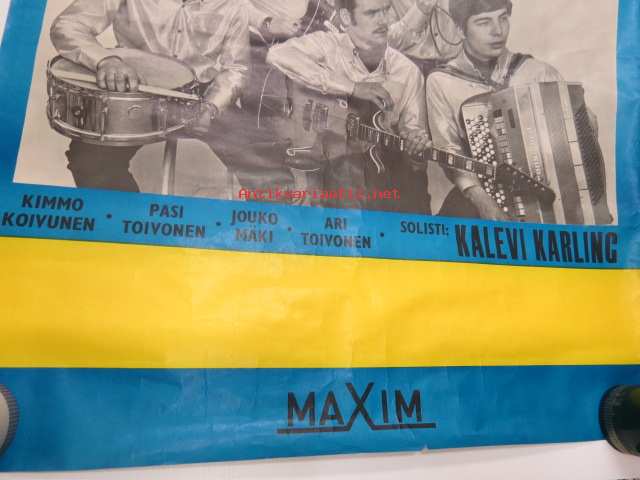 Antikvariaatti.net
KIMMO KOIVUNEN • PASI TOIVONEN • JOUKO MÄKI • ARI TOIVONEN • SOLISTI: KALEVI KARLING
MAXIM